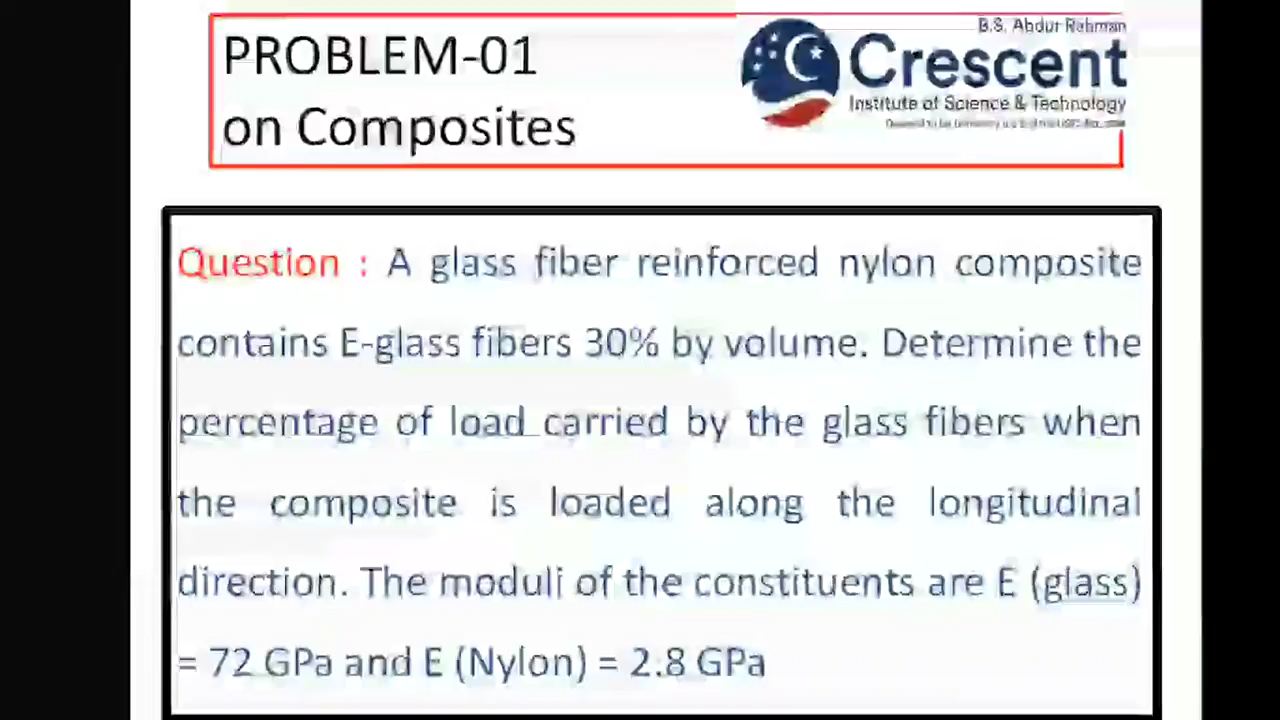 PROBLEM-01
on Composites
B.S. Abdur Rahman
Crescent
Institute of Science & Technology
Question : A glass fiber reinforced nylon composite
contains E-glass fibers 30% by volume. Determine the
percentage of load carried by the glass fibers when
the composite is loaded along the longitudinal
direction. The moduli of the constituents are E (glass)
= 72 GPa and E (Nylon) = 2.8 GPa